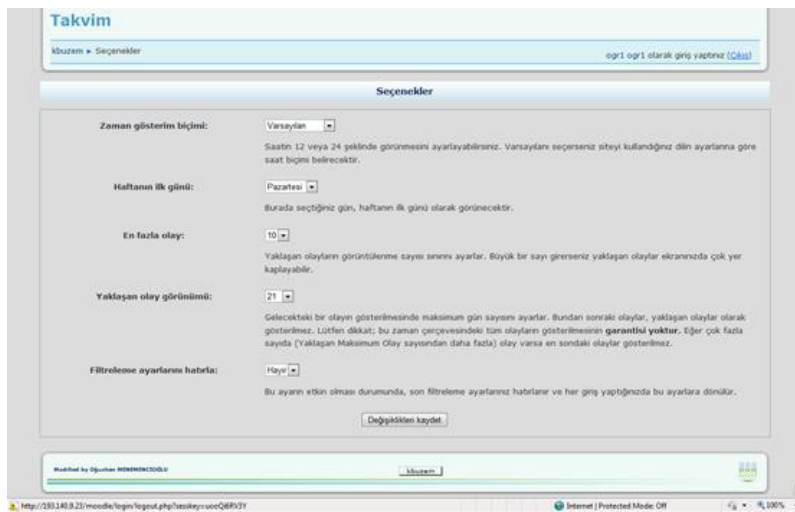 Takvim
kbuzem ► Seçenekler
ogr1 ogr1 olarak giriş yaptınız (Çıkış)
Seçenekler
Zaman gösterim biçimi:
Varsayılan
Saatin 12 veya 24 şeklinde görünmesini ayarlayabilirsiniz. Varsayılanı seçerseniz siteyi kullandığınız dilin ayarlarına göre
saat biçimi belirecektir.
Haftanın ilk günü:
Pazartesi
Burada seçtiğiniz gün, haftanın ilk günü olarak görünecektir.
En fazla olay:
10
Yaklaşan olayların görüntülenme sayısı sınırını ayarlar. Büyük bir sayı girerseniz yaklaşan olaylar ekranınızda çok yer
kaplayabilir.
Yaklaşan olay görünümü:
21
Gelecekteki bir olayın gösterilmesinde maksimum gün sayısını ayarlar. Bundan sonraki olaylar, yaklaşan olaylar olarak
gösterilmez. Lütfen dikkat; bu zaman çerçevesindeki tüm olayların gösterilmesinin garantisi yoktur. Eğer çok fazla
sayıda (Yaklaşan Maksimum Olay sayısından daha fazla) olay varsa en sondaki olaylar gösterilmez.
Filtreleme ayarlarını hatırla:
Hayır
Bu ayarın etkin olması durumunda, son filtreleme ayarlarınız hatırlanır ve her giriş yaptığınızda bu ayarlara dönülür.
Değişiklikleri kaydet
Modified by Oğuzhan MENEMENCİOĞLU
kbuzem
http://193.140.9.23/moodle/login/logout.php?sesskey=uooQi6RV3Y
Internet | Protected Mode: Off
100%